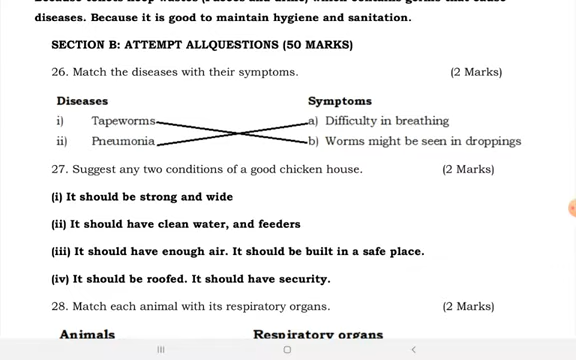 diseases. Because it is good to maintain hygiene and sanitation.
SECTION B: ATTEMPT ALLQUESTIONS (50 MARKS)
26. Match the diseases with their symptoms. (2 Marks)
Diseases Symptoms
i) Tapeworms a) Difficulty in breathing
ii) Pneumonia b) Worms might be seen in droppings
27. Suggest any two conditions of a good chicken house. (2 Marks)
(i) It should be strong and wide
(ii) It should have clean water, and feeders
(iii) It should have enough air. It should be built in a safe place.
(iv) It should be roofed. It should have security.
28. Match each animal with its respiratory organs. (2 Marks)
Animals Respiratory organs